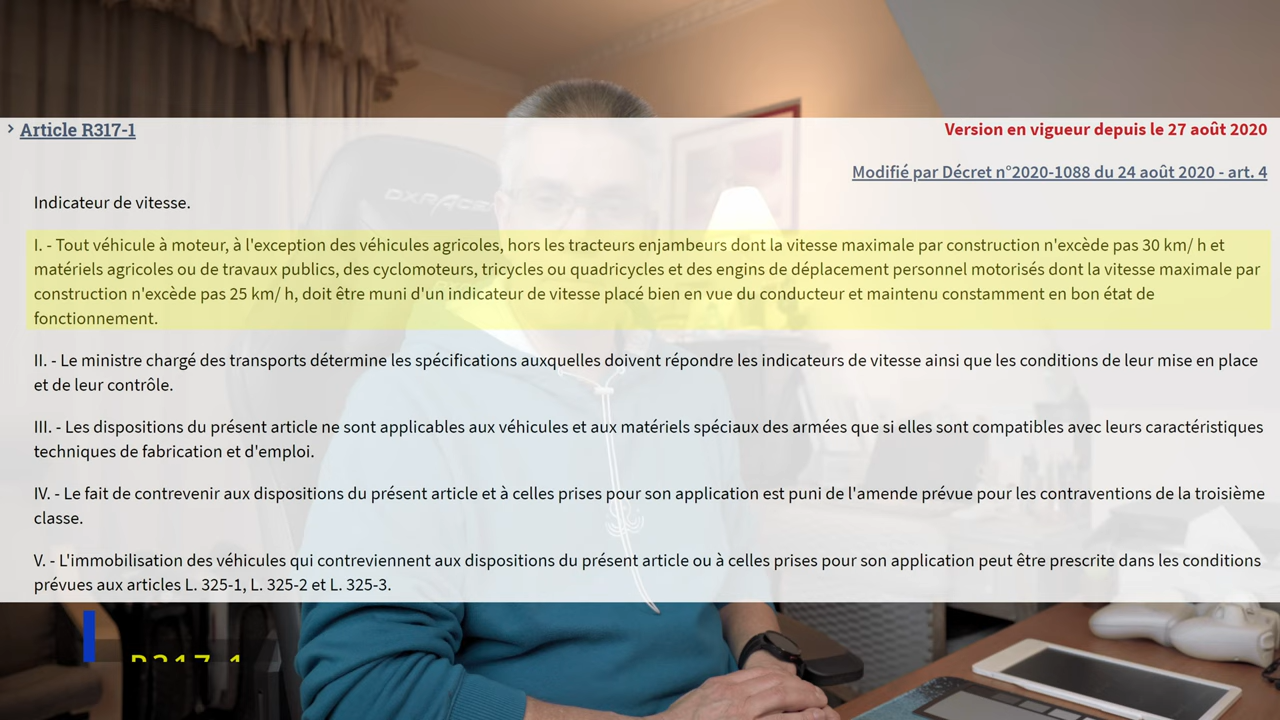 Article R317-1
Version en vigueur depuis le 27 août 2020
Modifié par Décret n°2020-1088 du 24 août 2020 - art. 4
DXRACER
Indicateur de vitesse.
I. - Tout véhicule à moteur, à l'exception des véhicules agricoles, hors les tracteurs enjambeurs dont la vitesse maximale par construction n'excède pas 30 km/ h et
matériels agricoles ou de travaux publics, des cyclomoteurs, tricycles ou quadricycles et des engins de déplacement personnel motorisés dont la vitesse maximale par
construction n'excède pas 25 km/ h, doit être muni d'un indicateur de vitesse placé bien en vue du conducteur et maintenu constamment en bon état de
fonctionnement.
II. - Le ministre chargé des transports détermine les spécifications auxquelles doivent répondre les indicateurs de vitesse ainsi que les conditions de leur mise en place
et de leur contrôle.
III. - Les dispositions du présent article ne sont applicables aux véhicules et aux matériels spéciaux des armées que si elles sont compatibles avec leurs caractéristiques
techniques de fabrication et d'emploi.
IV. - Le fait de contrevenir aux dispositions du présent article et à celles prises pour son application est puni de l'amende prévue pour les contraventions de la troisième
classe.
V. - L'immobilisation des véhicules qui contreviennent aux dispositions du présent article ou à celles prises pour son application peut être prescrite dans les conditions
prévues aux articles L. 325-1, L. 325-2 et L. 325-3.
R317-1